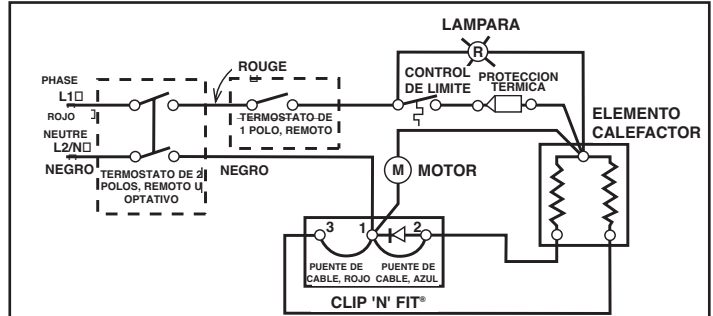 LAMPARA
R
ROUGE
PHASE
L1□
ROJO
CONTROL
DE LIMITE
PROTECCION
TERMICA
TERMOSTATO DE
1 POLO, REMOTO
ELEMENTO
CALEFACTOR
NEUTRE
L2/N□
NEGRO
TERMOSTATO DE 2
POLOS, REMOTO U
OPTATIVO
NEGRO
M
MOTOR
3 1 2
PUENTE DE
CABLE, ROJO
PUENTE DE
CABLE, AZUL
CLIP 'N' FIT®